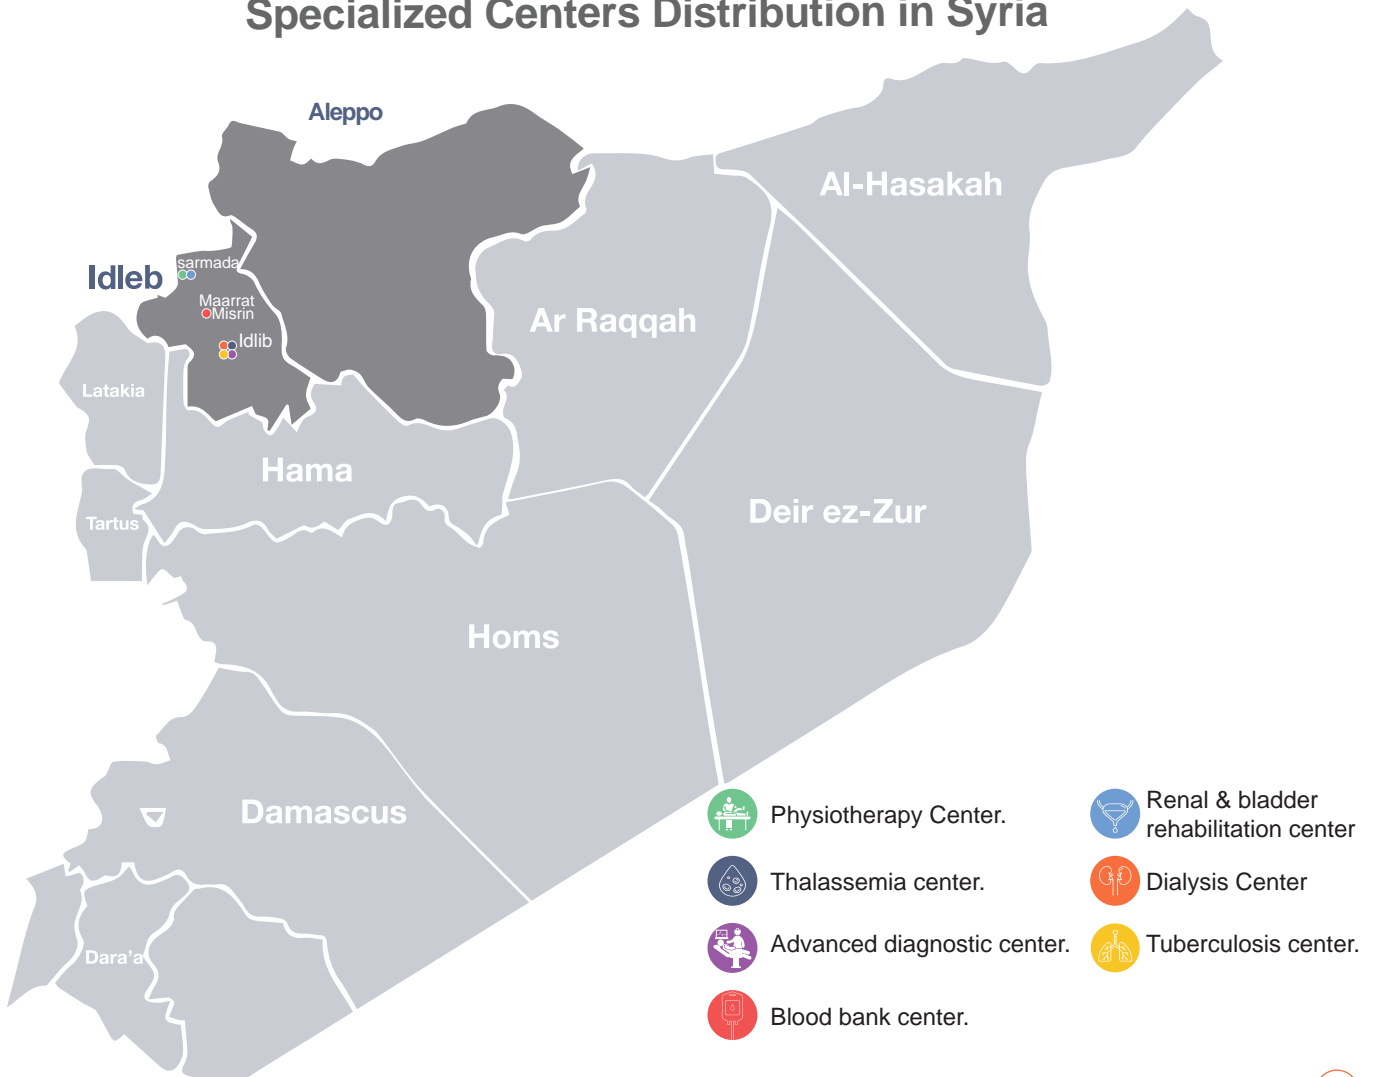 Specialized Centers Distribution in Syria
Aleppo
Al-Hasakah
sarmada
Idleb
Maarrat
Misrin
Ar Raqqah
Idlib
Latakia
Hama
Deir ez-Zur
Tartus
Homs
Damascus
Dara'a
Physiotherapy Center.
Thalassemia center.
Advanced diagnostic center.
Blood bank center.
Renal & bladder
rehabilitation center
Dialysis Center
Tuberculosis center.